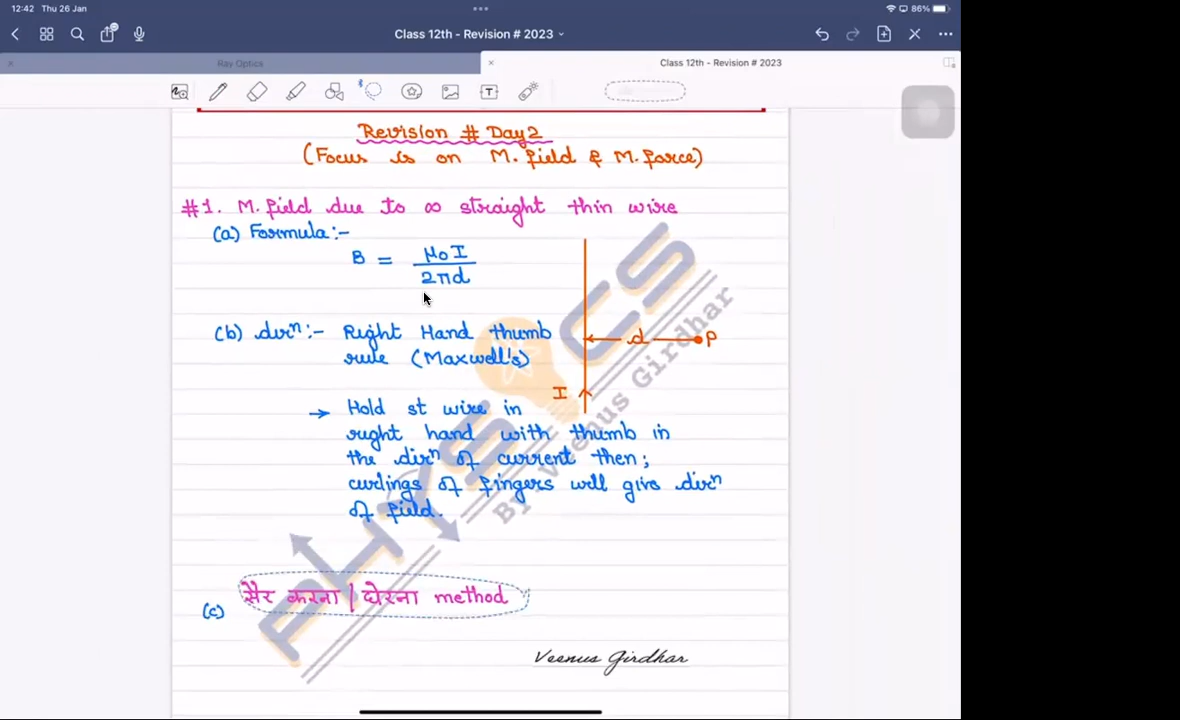 12:42 Thu 26 Jan
86%
Class 12th - Revision # 2023
Ray Optics
Class 12th - Revision # 2023
Revision # Day2
(Focus is on M. field & M. force)
#1. M. field due to ∞ straight thin wire
(a) Formula:-
B = μ0 I / 2πd
(b) dirⁿ:- Right Hand thumb
rule (Maxwell's)
d
P
I
→ Hold st wire in
right hand with thumb in
the dirⁿ of current then;
curlings of fingers will give dirⁿ
of field.
(c) सैर करना / घेरना method
Veenus Girdhar
PHYSICS
By: Veenus Girdhar